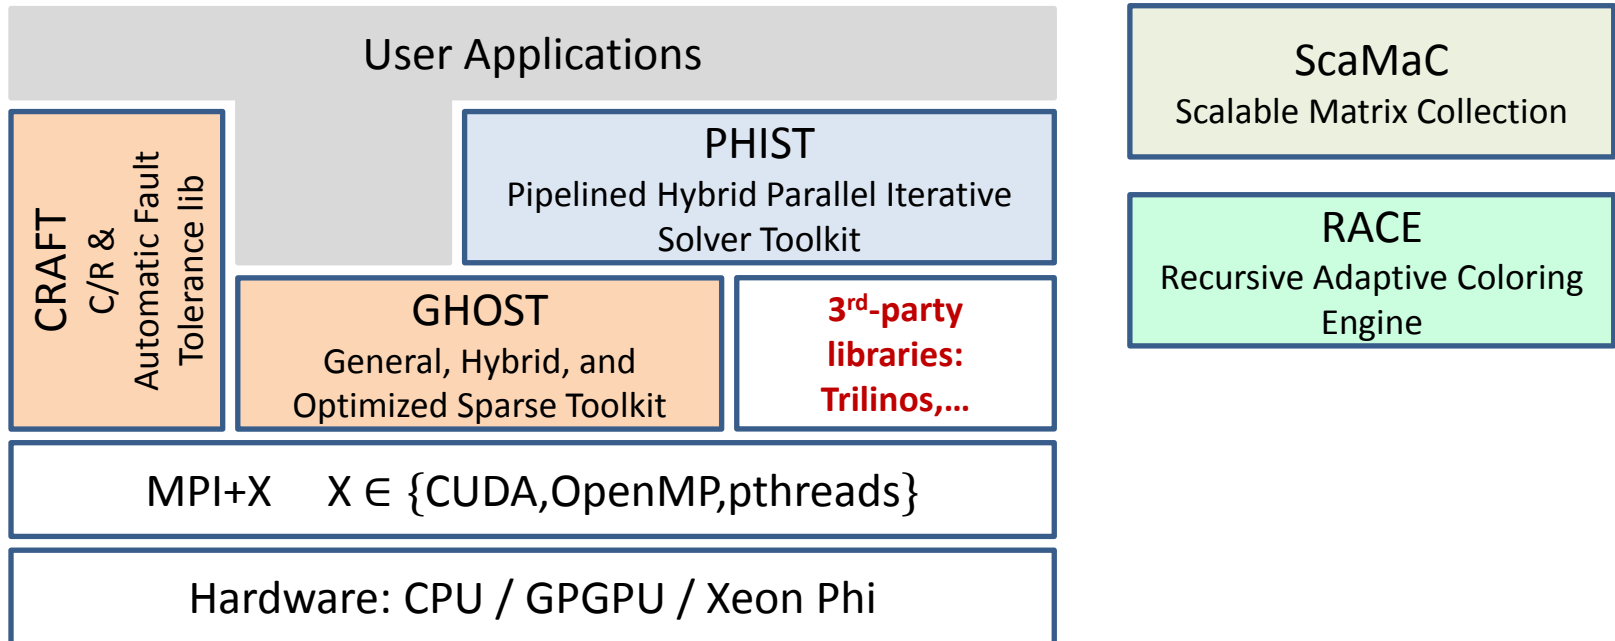 User Applications
ScaMaC
Scalable Matrix Collection
CRAFT
C/R &
Automatic Fault
Tolerance lib
PHIST
Pipelined Hybrid Parallel Iterative
Solver Toolkit
RACE
Recursive Adaptive Coloring
Engine
GHOST
General, Hybrid, and
Optimized Sparse Toolkit
3rd-party
libraries:
Trilinos,...
MPI+X X ∈ {CUDA,OpenMP,pthreads}
Hardware: CPU / GPGPU / Xeon Phi